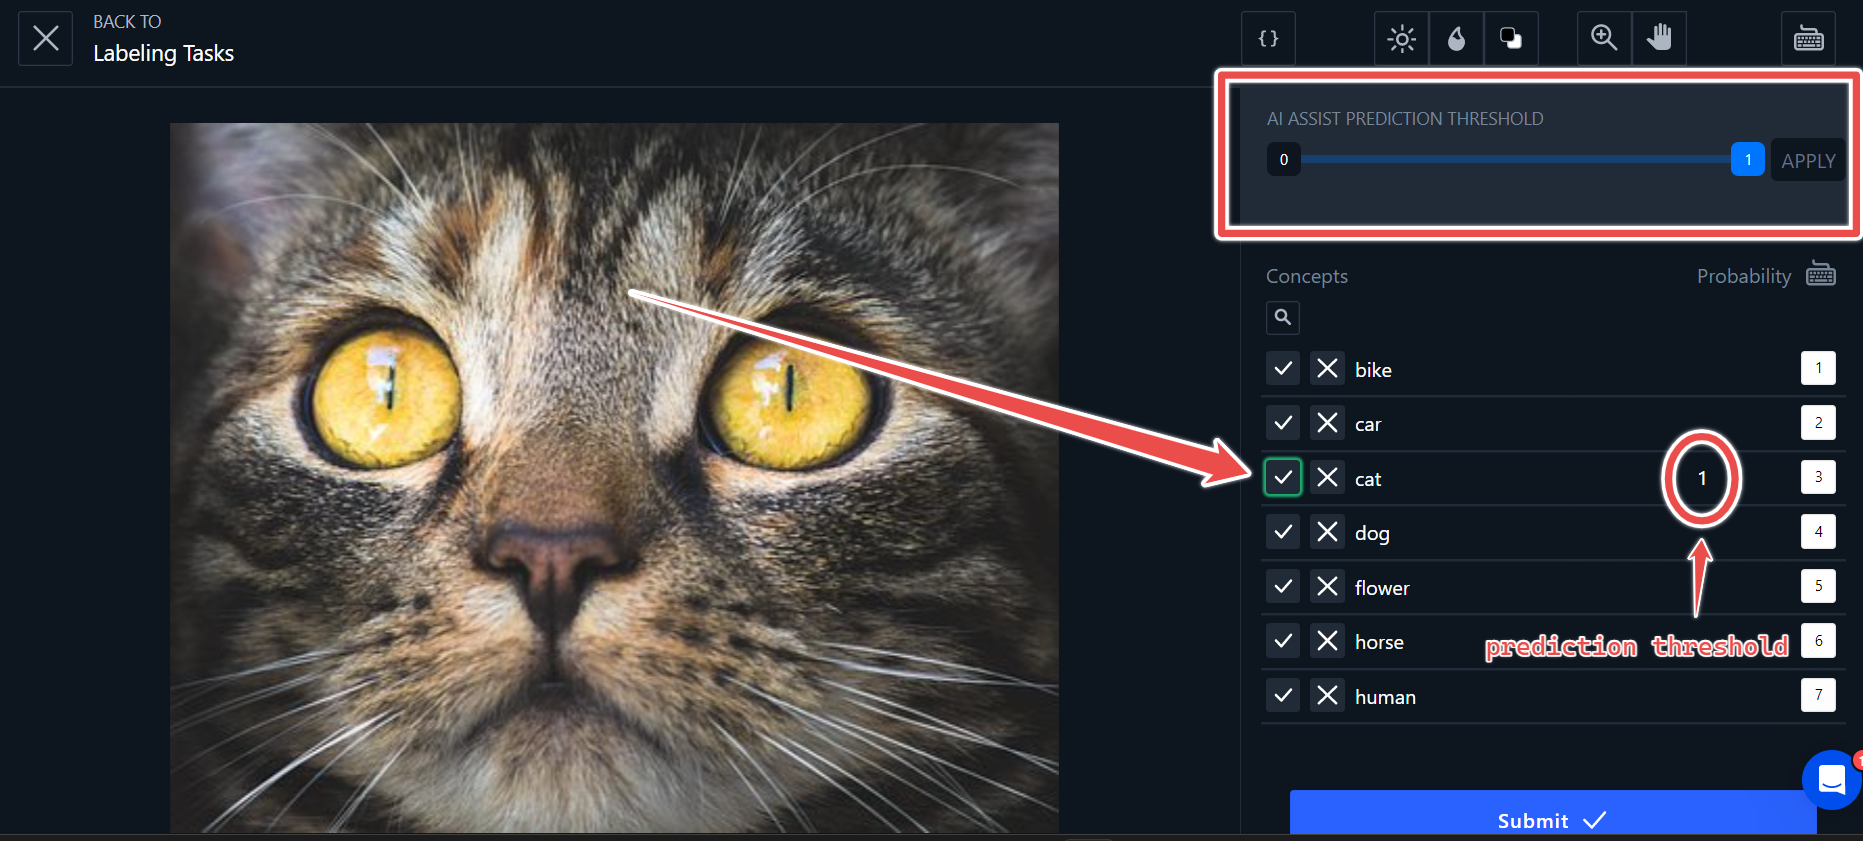 BACK TO
Labeling Tasks
{}
AI ASSIST PREDICTION THRESHOLD
0 1 APPLY
Concepts Probability
bike 1
car 2
cat 1 3
dog 4
flower 5
horse 6
prediction threshold
human 7
Submit